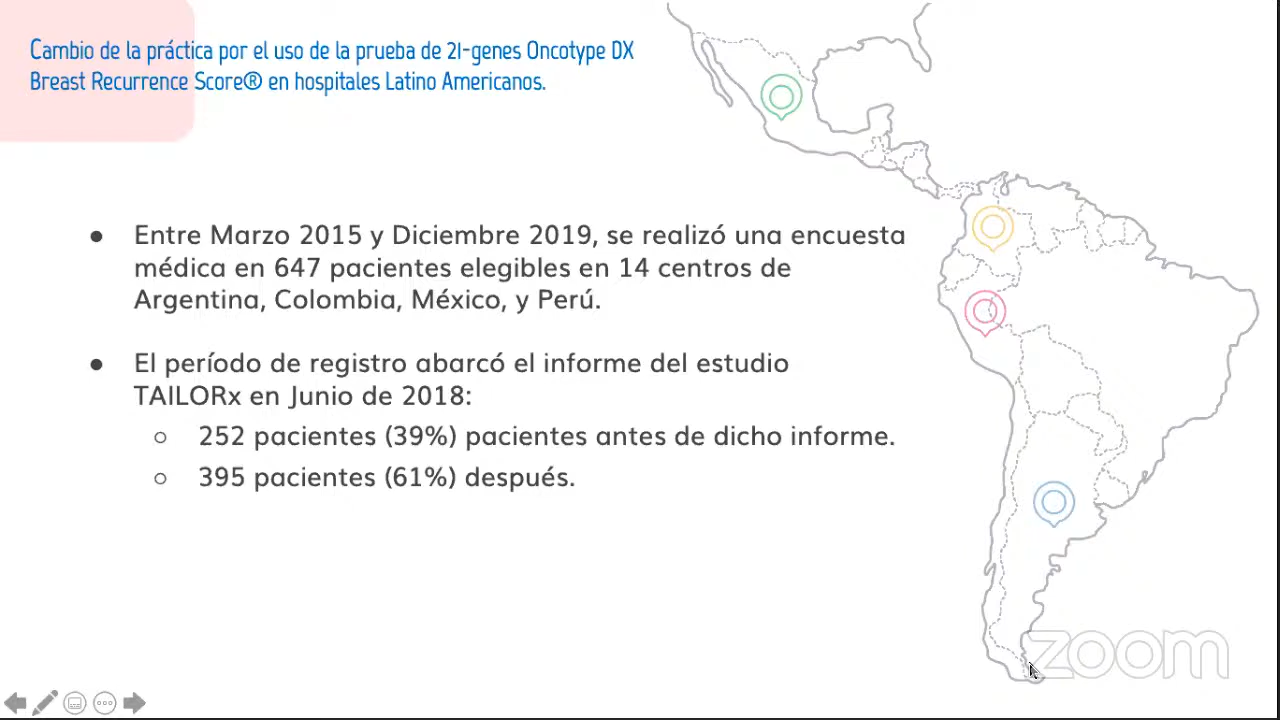 Cambio de la práctica por el uso de la prueba de 21-genes Oncotype DX
Breast Recurrence Score® en hospitales Latino Americanos.
● Entre Marzo 2015 y Diciembre 2019, se realizó una encuesta
médica en 647 pacientes elegibles en 14 centros de
Argentina, Colombia, México, y Perú.
● El período de registro abarcó el informe del estudio
TAILORx en Junio de 2018:
○ 252 pacientes (39%) pacientes antes de dicho informe.
○ 395 pacientes (61%) después.
zoom